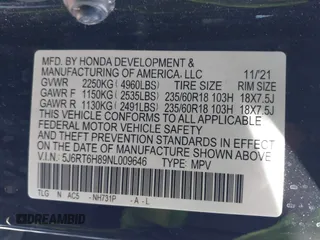 MFD. BY HONDA DEVELOPMENT &
MANUFACTURING OF AMERICA, LLC 11/21
GVWR 2250KG (4960LBS) TIRE SIZE RIM SIZE
GAWR F 1150KG (2535LBS) 235/60R18 103H 18X7.5J
GAWR R 1130KG (2491LBS) 235/60R18 103H 18X7.5J
THIS VEHICLE CONFORMS TO ALL APPLICABLE
FEDERAL MOTOR VEHICLE SAFETY, BUMPER,
AND THEFT PREVENTION STANDARDS IN EFFECT
ON THE DATE OF MANUFACTURE SHOWN ABOVE.
V.I.N.: 5J6RT6H89NL009646 TYPE: MPV
TLG N AC5 -NH731P - A - L
DREAMBID